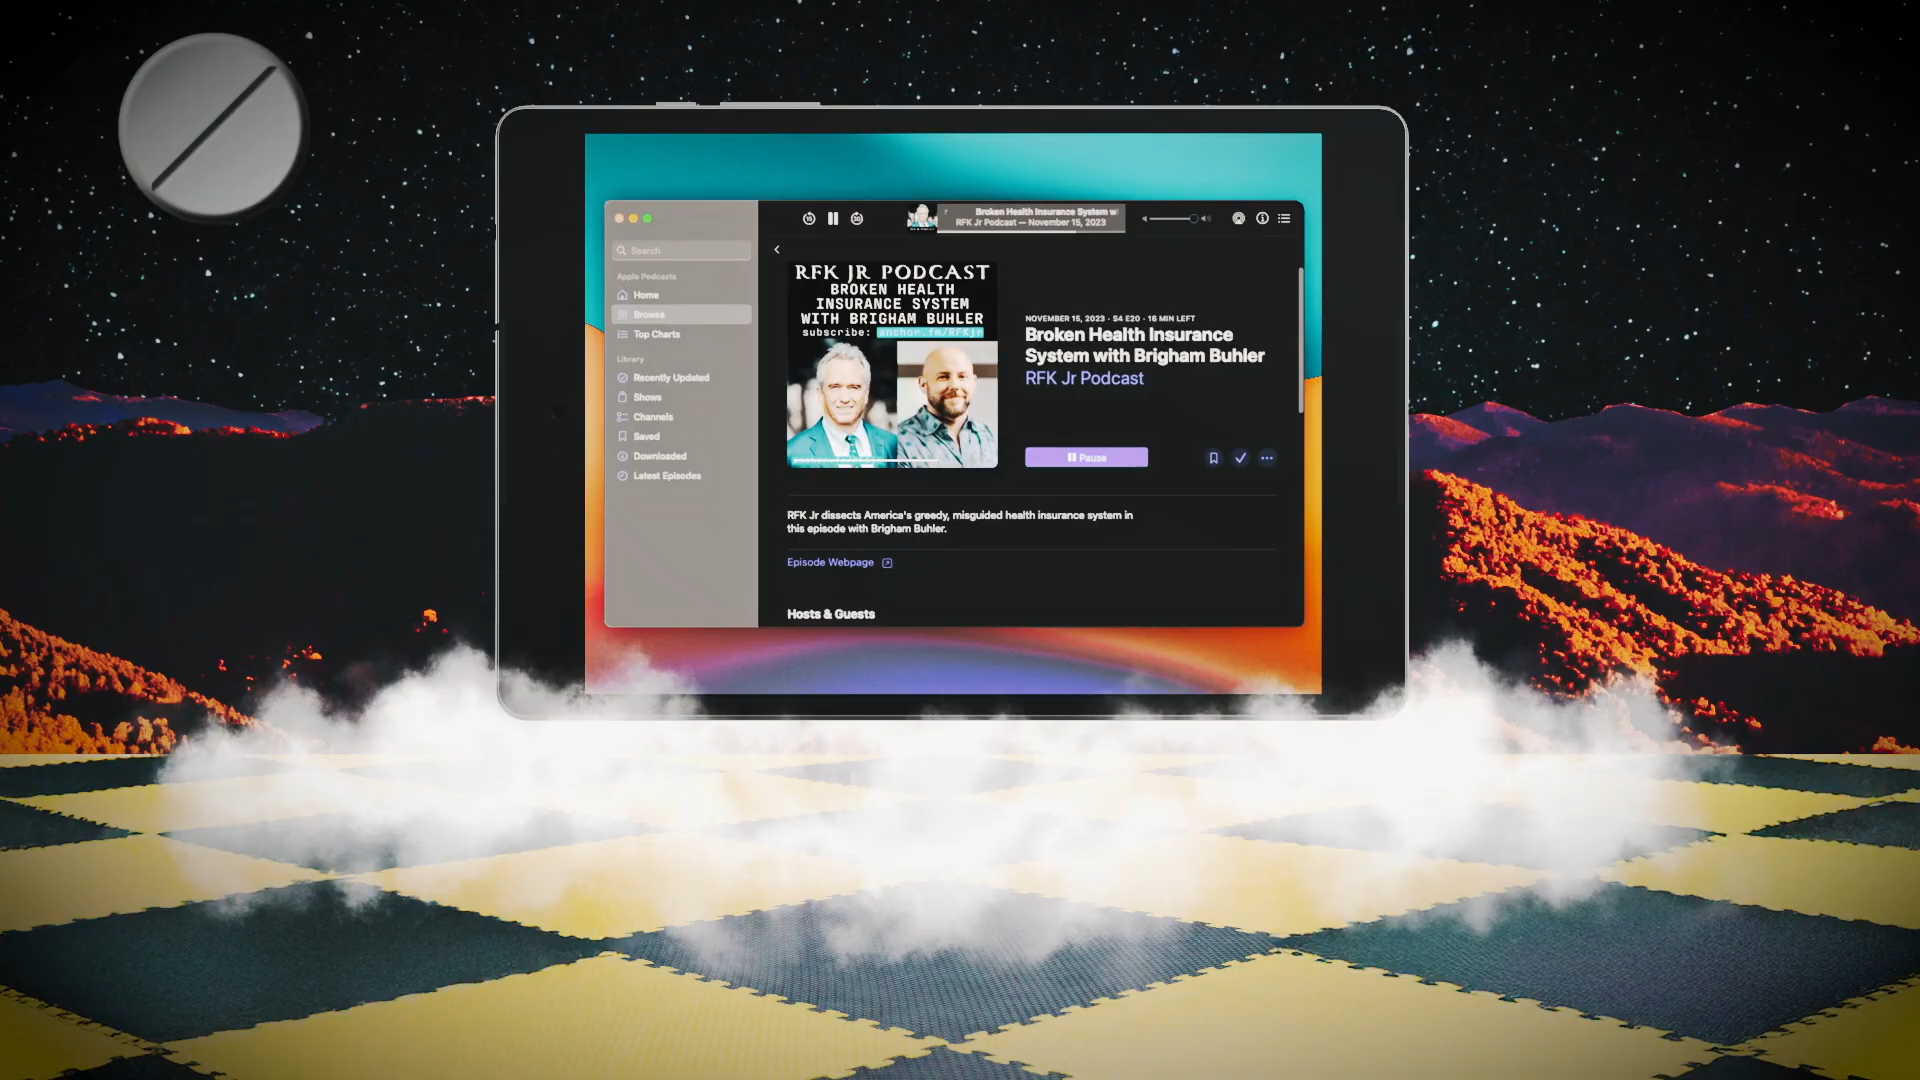 Broken Health Insurance System w
RFK Jr Podcast — November 15, 2023
Search
Apple Podcasts
Home
Browse
Top Charts
Library
Recently Updated
Shows
Channels
Saved
Downloaded
Latest Episodes
RFK JR PODCAST
BROKEN HEALTH
INSURANCE SYSTEM
WITH BRIGHAM BUHLER
subscribe: anchor.fm/RFKjr
NOVEMBER 15, 2023 · S4 E20 · 16 MIN LEFT
Broken Health Insurance
System with Brigham Buhler
RFK Jr Podcast
Pause
RFK Jr dissects America's greedy, misguided health insurance system in
this episode with Brigham Buhler.
Episode Webpage
Hosts & Guests